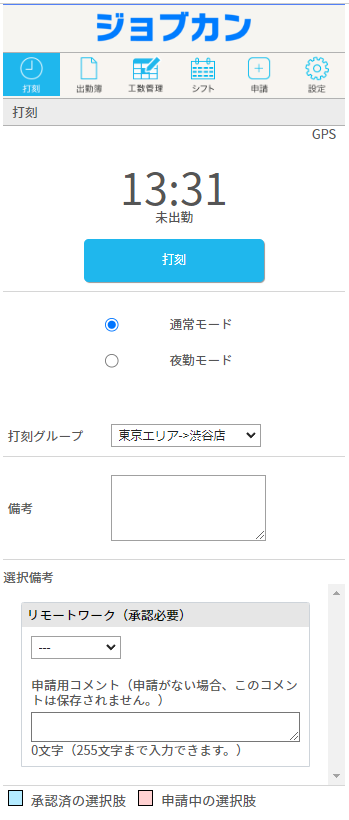 ジョブカン
打刻 出勤簿 工数管理 シフト 申請 設定
打刻
GPS
13:31
未出勤
打刻
通常モード
夜勤モード
打刻グループ 東京エリア->渋谷店
備考
選択備考
リモートワーク（承認必要）
---
申請用コメント（申請がない場合、このコメン
トは保存されません。）
0文字（255文字まで入力できます。）
承認済の選択肢 申請中の選択肢